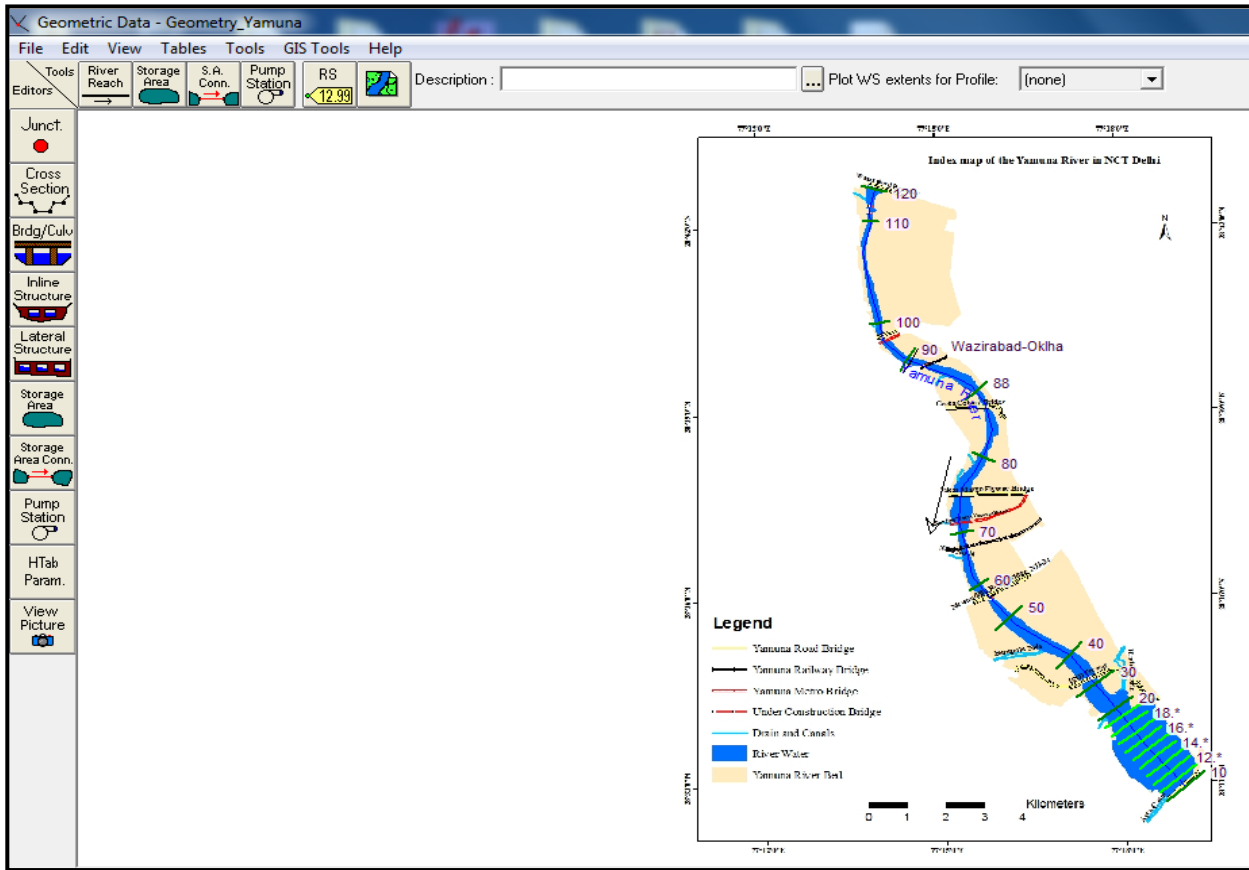 Geometric Data - Geometry_Yamuna
File Edit View Tables Tools GIS Tools Help
Tools
Editors
River
Reach
Storage
Area
S.A.
Conn.
Pump
Station
RS
12.99
Description :
...
Plot WS extents for Profile:
(none)
Junct.
Cross
Section
Brdg/Culv
Inline
Structure
Lateral
Structure
Storage
Area
Storage
Area Conn.
Pump
Station
HTab
Param.
View
Picture
Index map of the Yamuna River in NCT Delhi
N
120
110
100
90
Wazirabad-Oklha
Yamuna River
88
80
70
60
50
40
30
20
18.*
16.*
14.*
12.*
10
Legend
Yamuna Road Bridge
Yamuna Railway Bridge
Yamuna Metro Bridge
Under Construction Bridge
Drain and Canals
River Water
Yamuna River Bed
Kilometers
0 1 2 3 4